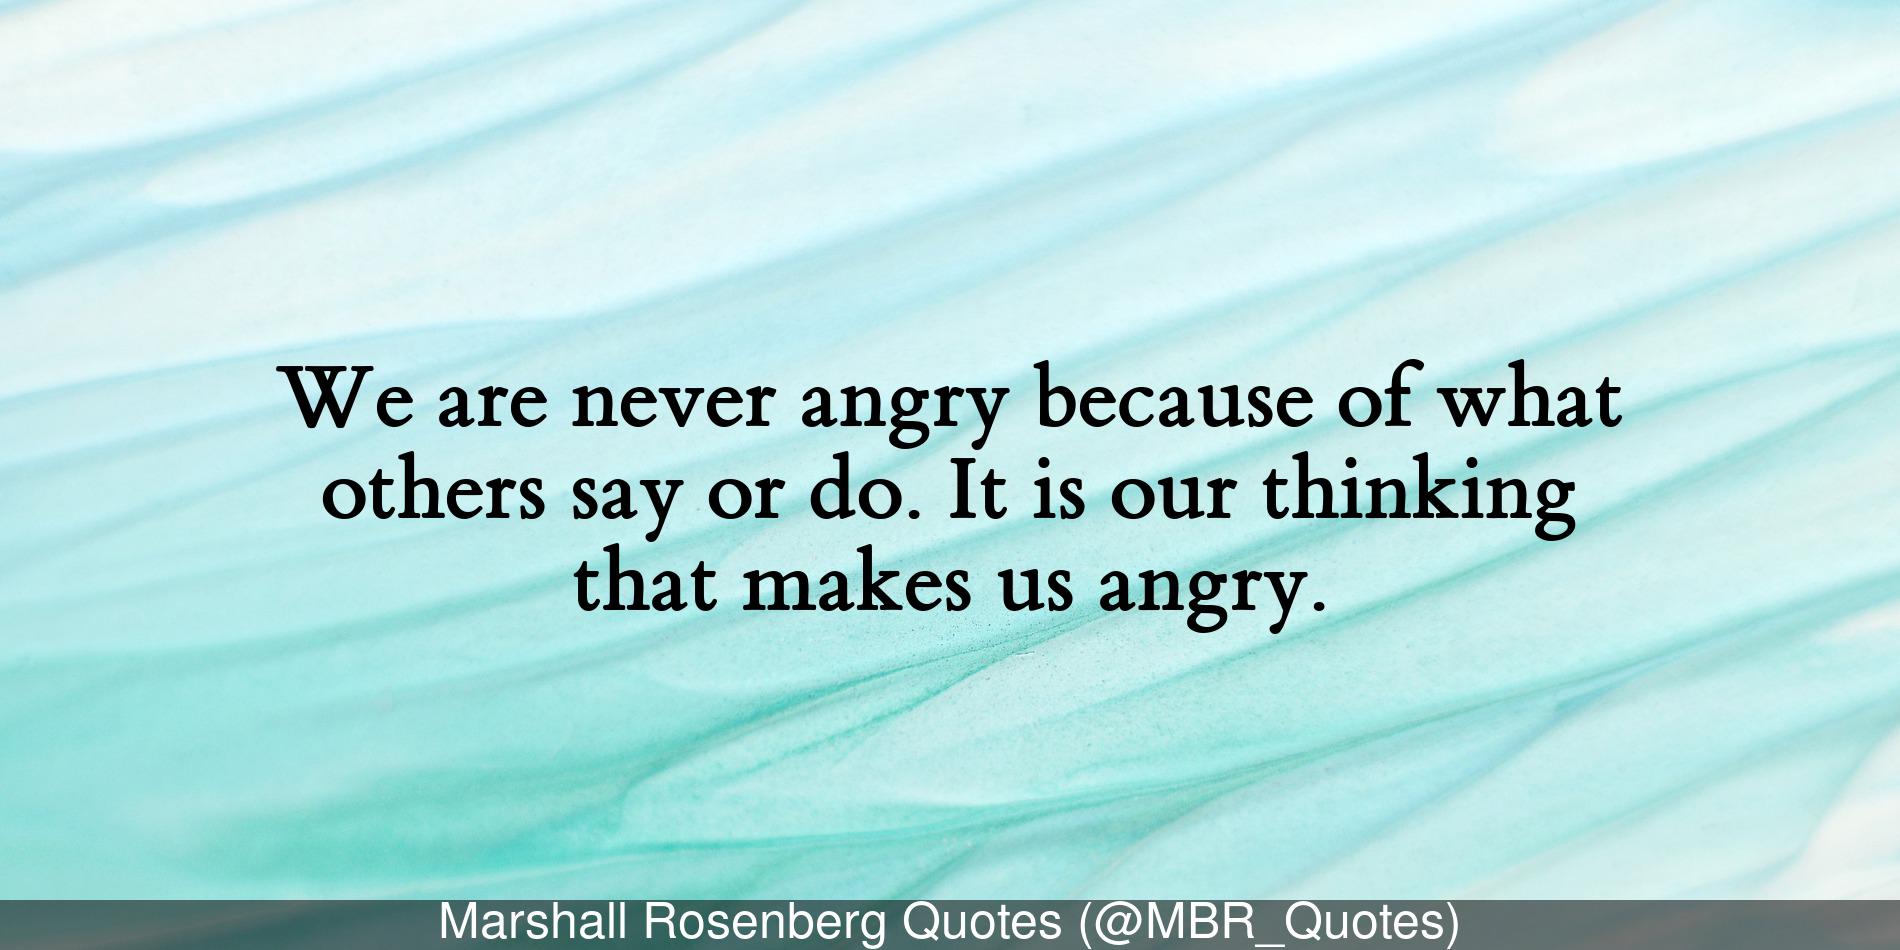 We are never angry because of what
others say or do. It is our thinking
that makes us angry.
Marshall Rosenberg Quotes (@MBR_Quotes)